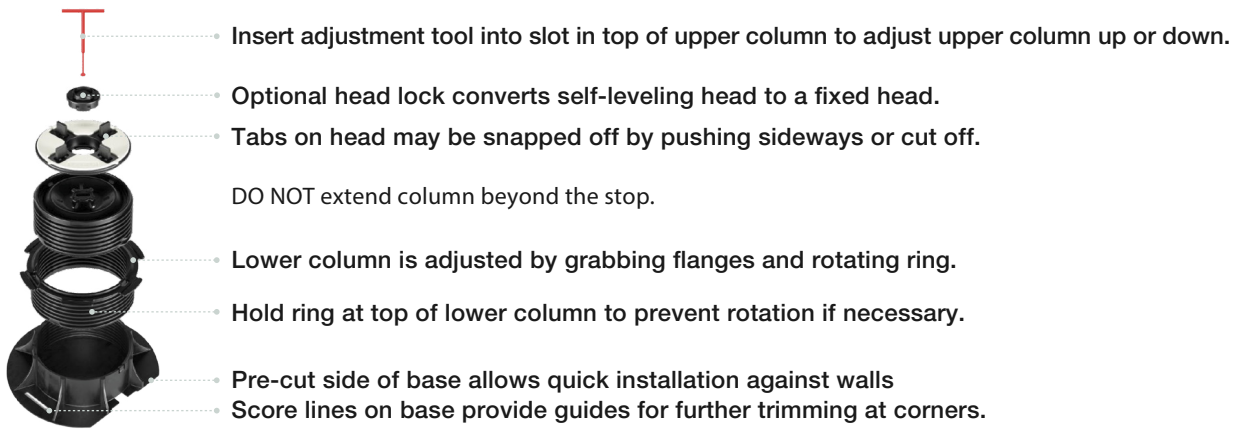 Insert adjustment tool into slot in top of upper column to adjust upper column up or down.
Optional head lock converts self-leveling head to a fixed head.
Tabs on head may be snapped off by pushing sideways or cut off.
DO NOT extend column beyond the stop.
Lower column is adjusted by grabbing flanges and rotating ring.
Hold ring at top of lower column to prevent rotation if necessary.
Pre-cut side of base allows quick installation against walls
Score lines on base provide guides for further trimming at corners.